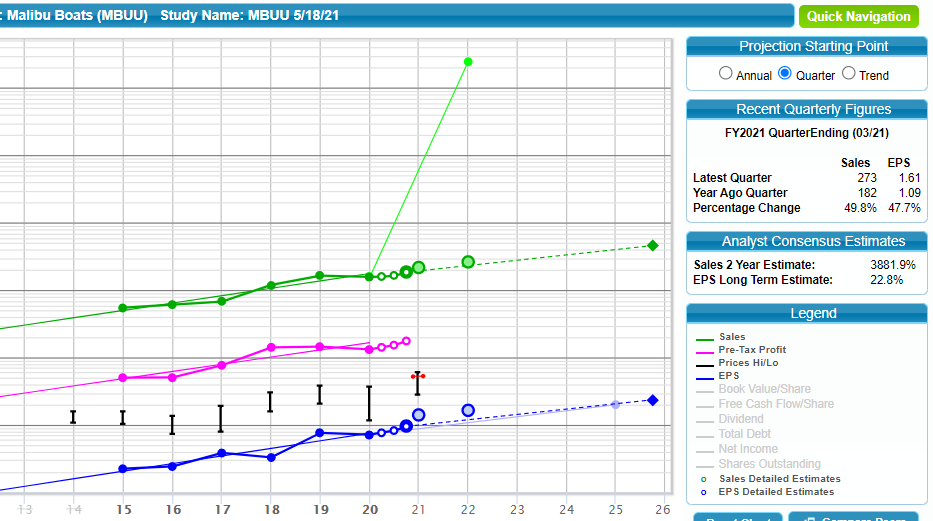 : Malibu Boats (MBUU) Study Name: MBUU 5/18/21
Quick Navigation
Projection Starting Point
Annual Quarter Trend
Recent Quarterly Figures
FY2021 QuarterEnding (03/21)
Sales EPS
Latest Quarter 273 1.61
Year Ago Quarter 182 1.09
Percentage Change 49.8% 47.7%
Analyst Consensus Estimates
Sales 2 Year Estimate: 3881.9%
EPS Long Term Estimate: 22.8%
Legend
Sales
Pre-Tax Profit
Prices Hi/Lo
EPS
Book Value/Share
Free Cash Flow/Share
Dividend
Total Debt
Net Income
Shares Outstanding
Sales Detailed Estimates
EPS Detailed Estimates
13 14 15 16 17 18 19 20 21 22 23 24 25 26